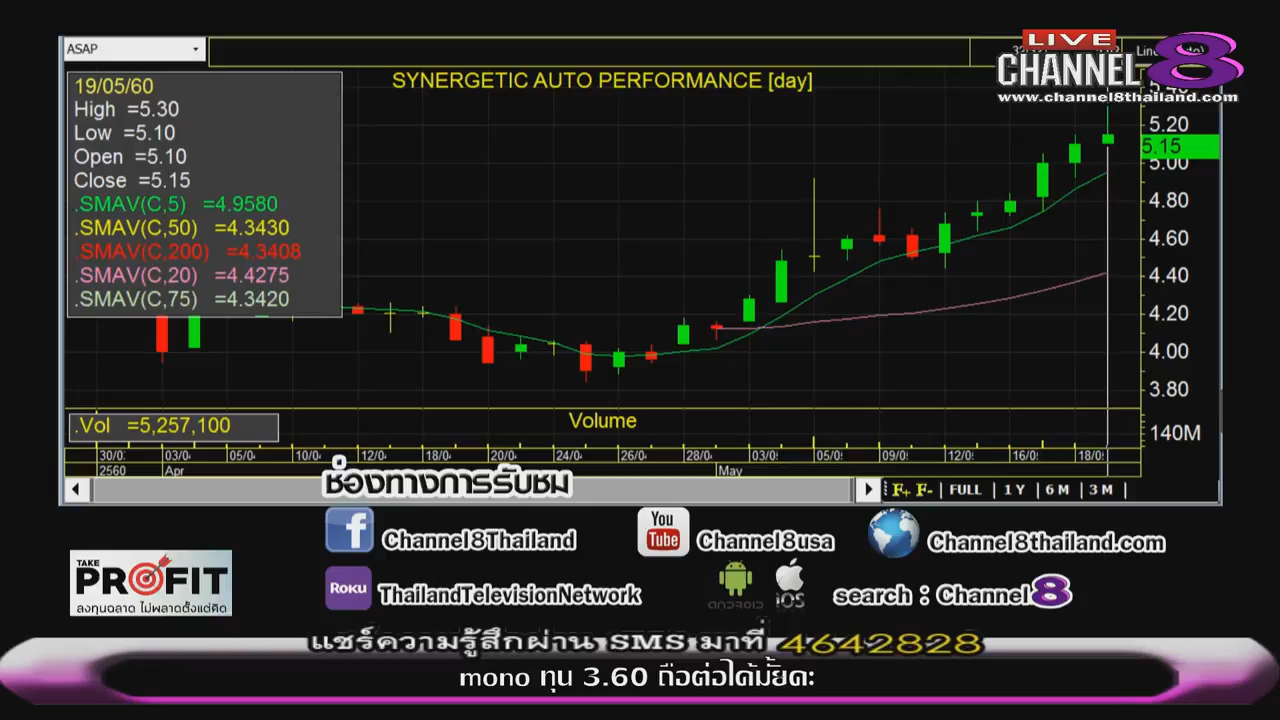 ASAP
LIVE
CHANNEL 8
www.channel8thailand.com
SYNERGETIC AUTO PERFORMANCE [day]
19/05/60
High =5.30
Low =5.10
Open =5.10
Close =5.15
.SMAV(C,5) =4.9580
.SMAV(C,50) =4.3430
.SMAV(C,200) =4.3408
.SMAV(C,20) =4.4275
.SMAV(C,75) =4.3420
5.40
5.20
5.15
5.00
4.80
4.60
4.40
4.20
4.00
3.80
.Vol =5,257,100
Volume
140M
30/0 03/0 05/0 10/0 12/0 18/0 20/0 24/0 26/0 28/0 03/0 05/0 09/0 12/0 16/0 18/0
2560 Apr May
F+ F- FULL 1 Y 6 M 3 M
ช่องทางการรับชม
f Channel8Thailand
You Tube Channel8usa
Channel8thailand.com
TAKE PROFIT
ลงทุนฉลาด ไม่พลาดตั้งแต่คิด
ROKU ThailandTelevisionNetwork
ANDROID iOS search : Channel 8
แชร์ความรู้สึกผ่าน SMS มาที่ 4642828
mono ทุน 3.60 ถือต่อได้มั้ยคะ